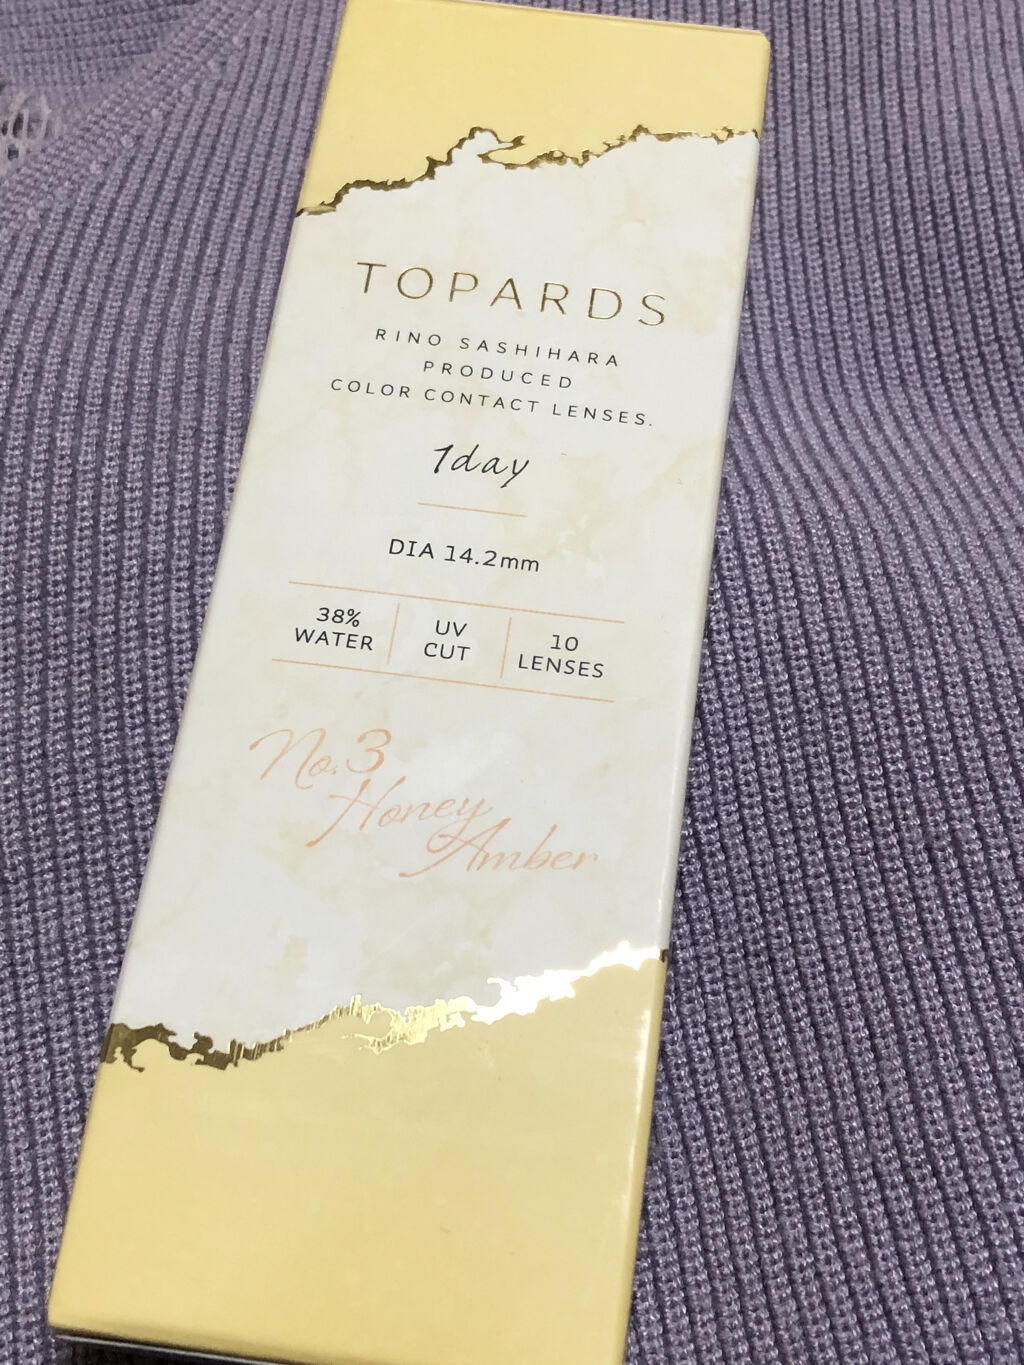 TOPARDS
RINO SASHIHARA
PRODUCED
COLOR CONTACT LENSES.
1day
DIA 14.2mm
38%
WATER
UV
CUT
10
LENSES
No.3
Honey
Amber